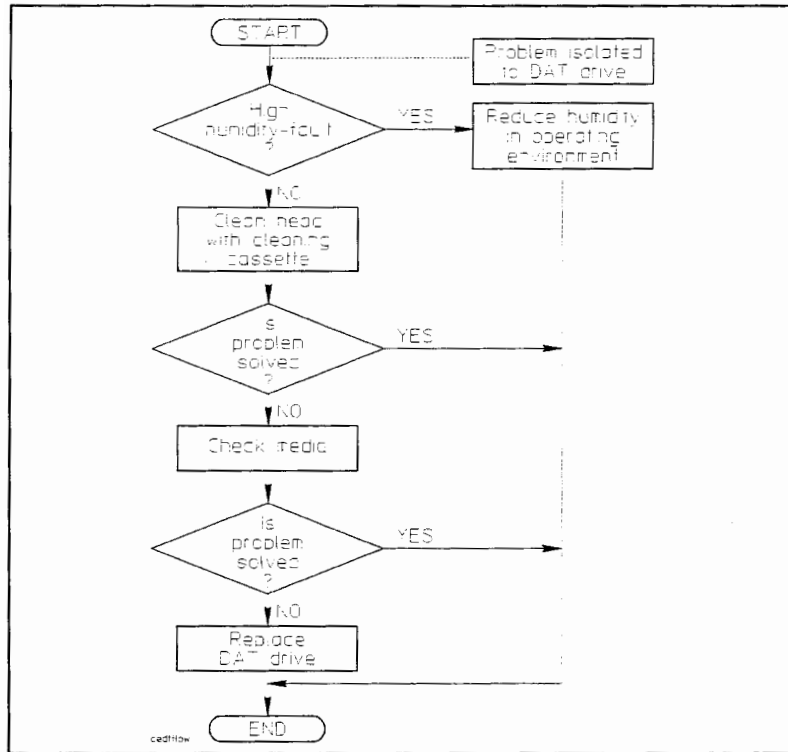 START
Problem isolated
to DAT drive
High
humidity-fault
?
YES
Reduce humidity
in operating
environment
NO
Clean head
with cleaning
cassette
Is
problem
solved
?
YES
NO
Check media
Is
problem
solved
?
YES
NO
Replace
DAT drive
END